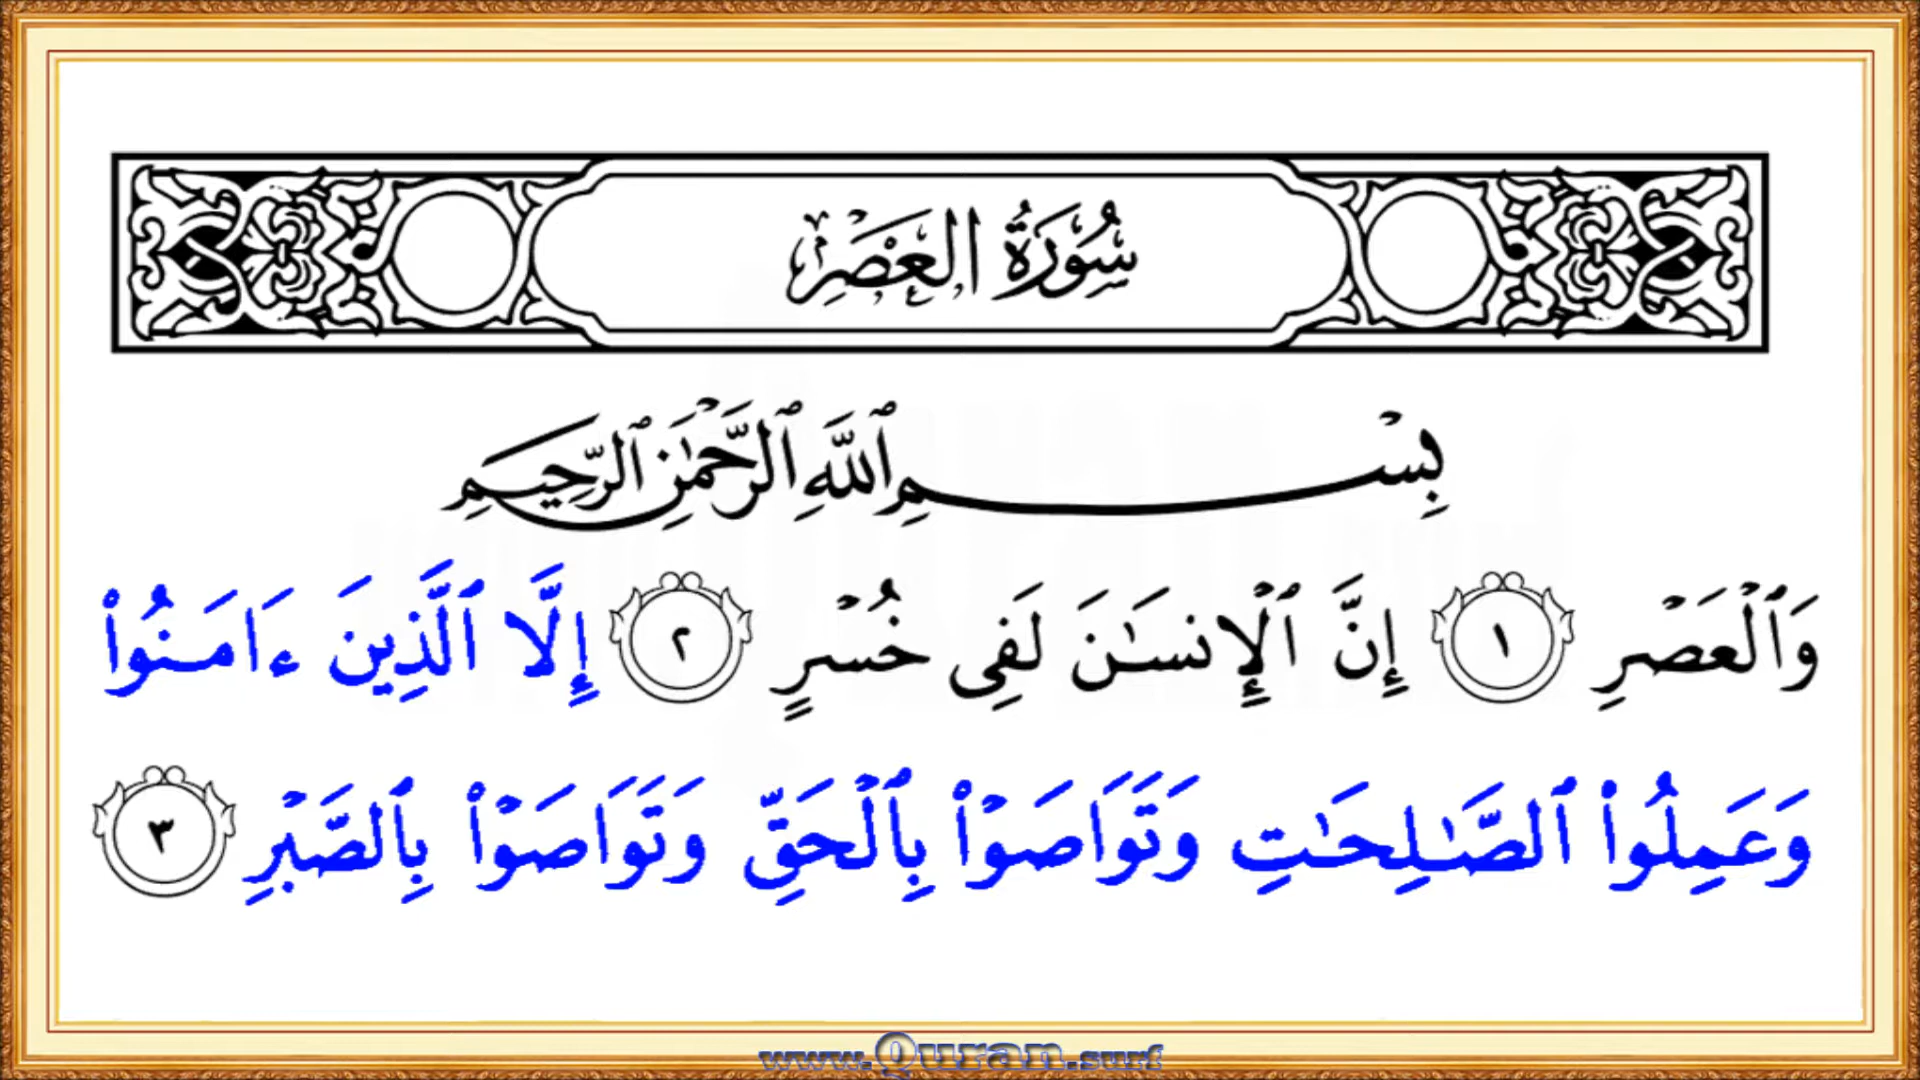 سُورَةُ العَصْرِ
بِسْمِ ٱللَّهِ ٱلرَّحْمَٰنِ ٱلرَّحِيمِ
وَٱلْعَصْرِ ١ إِنَّ ٱلْإِنسَٰنَ لَفِى خُسْرٍ ٢ إِلَّا ٱلَّذِينَ ءَامَنُوا۟
وَعَمِلُوا۟ ٱلصَّٰلِحَٰتِ وَتَوَاصَوْا۟ بِٱلْحَقِّ وَتَوَاصَوْا۟ بِٱلصَّبْرِ ٣
www.Quran.surf